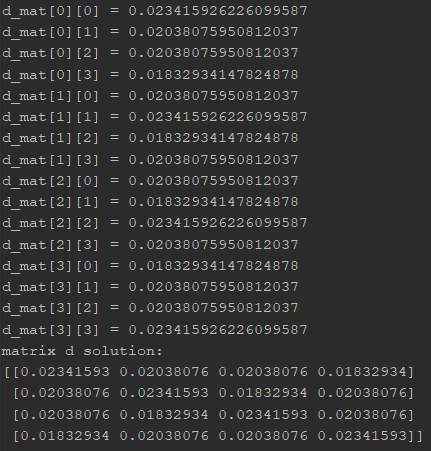 d_mat[0][0] = 0.023415926226099587
d_mat[0][1] = 0.02038075950812037
d_mat[0][2] = 0.02038075950812037
d_mat[0][3] = 0.01832934147824878
d_mat[1][0] = 0.02038075950812037
d_mat[1][1] = 0.023415926226099587
d_mat[1][2] = 0.01832934147824878
d_mat[1][3] = 0.02038075950812037
d_mat[2][0] = 0.02038075950812037
d_mat[2][1] = 0.01832934147824878
d_mat[2][2] = 0.023415926226099587
d_mat[2][3] = 0.02038075950812037
d_mat[3][0] = 0.01832934147824878
d_mat[3][1] = 0.02038075950812037
d_mat[3][2] = 0.02038075950812037
d_mat[3][3] = 0.023415926226099587
matrix d solution:
[[0.02341593 0.02038076 0.02038076 0.01832934]
 [0.02038076 0.02341593 0.01832934 0.02038076]
 [0.02038076 0.01832934 0.02341593 0.02038076]
 [0.01832934 0.02038076 0.02038076 0.02341593]]